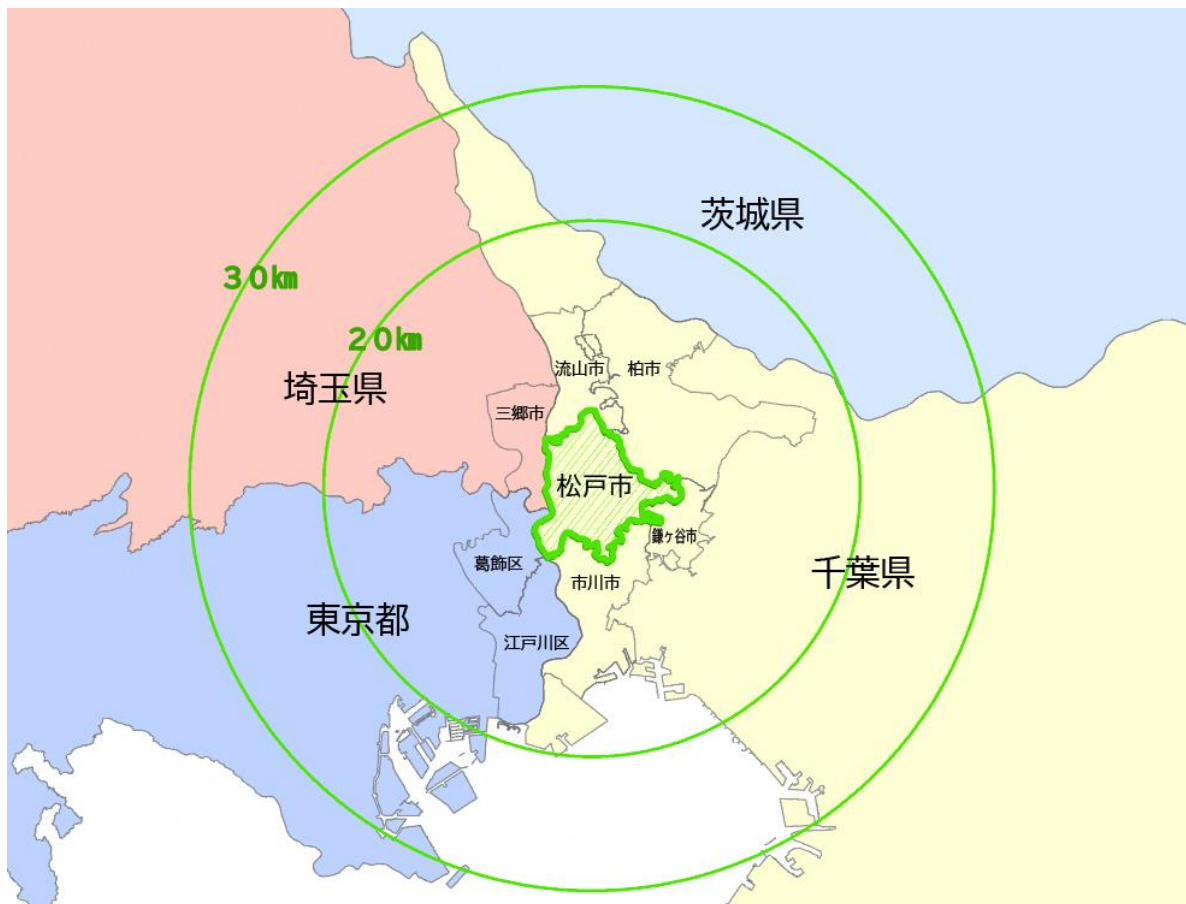 茨城県
30㎞
20㎞
流山市
柏市
埼玉県
三郷市
松戸市
鎌ヶ谷市
葛飾区
市川市
千葉県
東京都
江戸川区